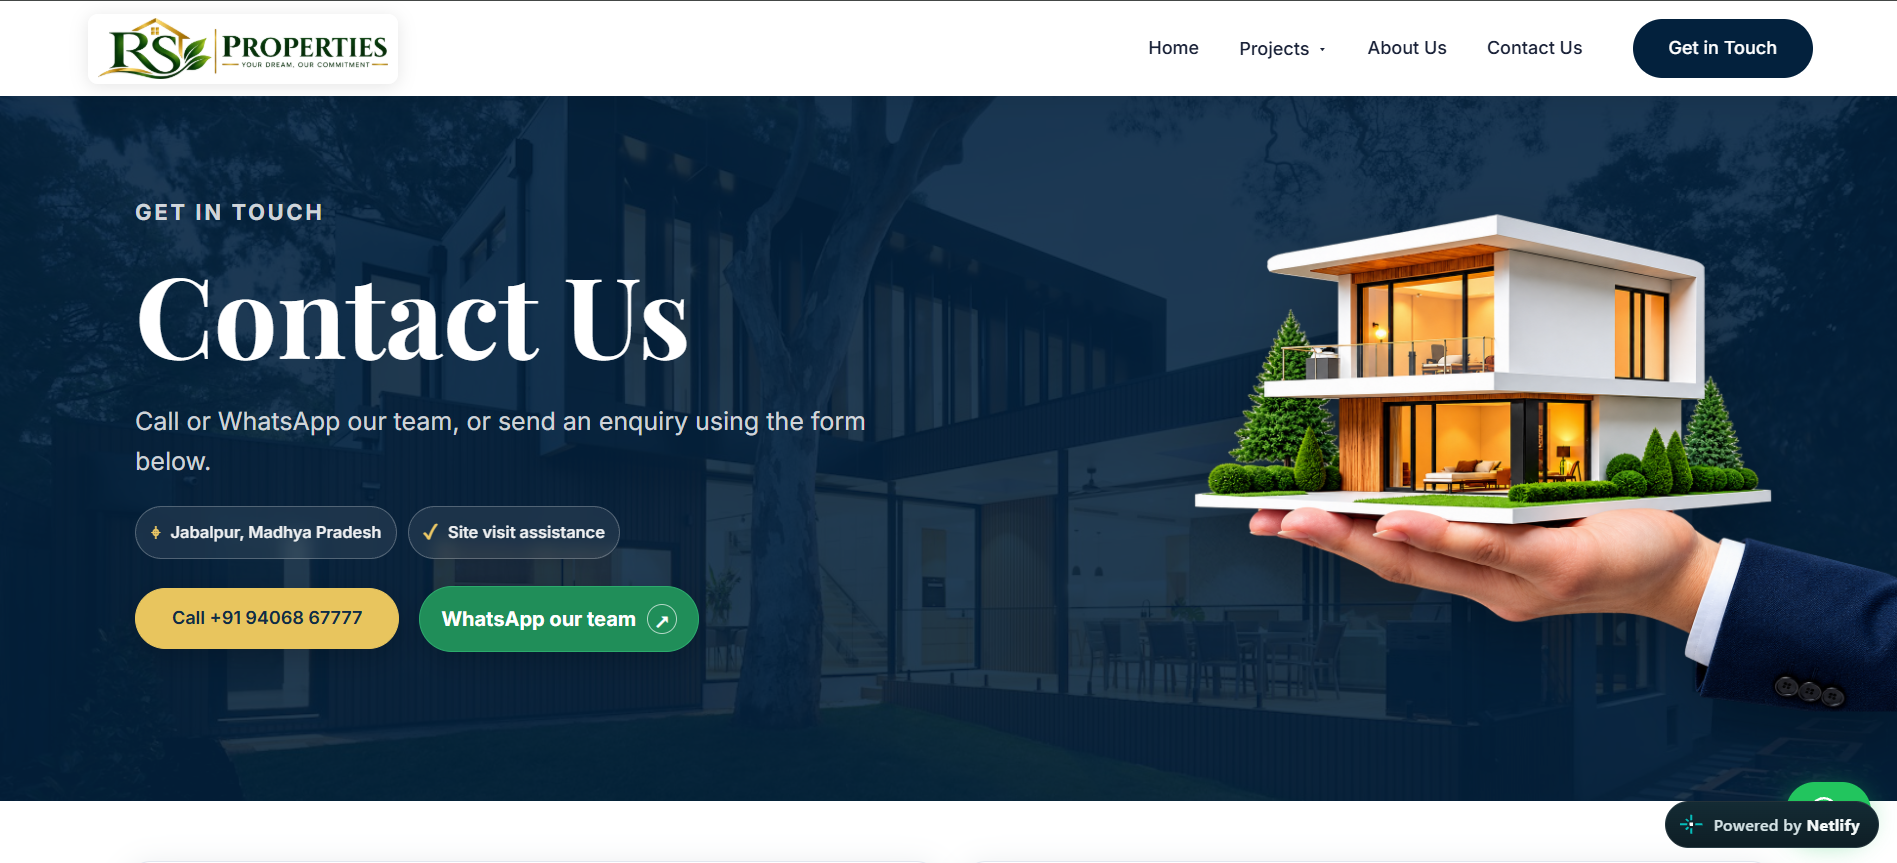 RS PROPERTIES
YOUR DREAM, OUR COMMITMENT
Home
Projects
About Us
Contact Us
Get in Touch
GET IN TOUCH
Contact Us
Call or WhatsApp our team, or send an enquiry using the form
below.
Jabalpur, Madhya Pradesh
Site visit assistance
Call +91 94068 67777
WhatsApp our team
Powered by Netlify